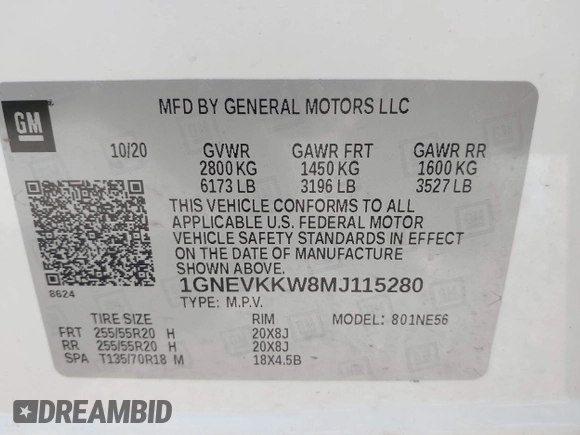 GM
MFD BY GENERAL MOTORS LLC
10/20 GVWR GAWR FRT GAWR RR
2800 KG 1450 KG 1600 KG
6173 LB 3196 LB 3527 LB
THIS VEHICLE CONFORMS TO ALL
APPLICABLE U.S. FEDERAL MOTOR
VEHICLE SAFETY STANDARDS IN EFFECT
ON THE DATE OF MANUFACTURE
SHOWN ABOVE.
8624
1GNEVKKW8MJ115280
TYPE: M.P.V.
TIRE SIZE RIM MODEL: 801NE56
FRT 255/55R20 H 20X8J
RR 255/55R20 H 20X8J
SPA T135/70R18 M 18X4.5B
DREAMBID